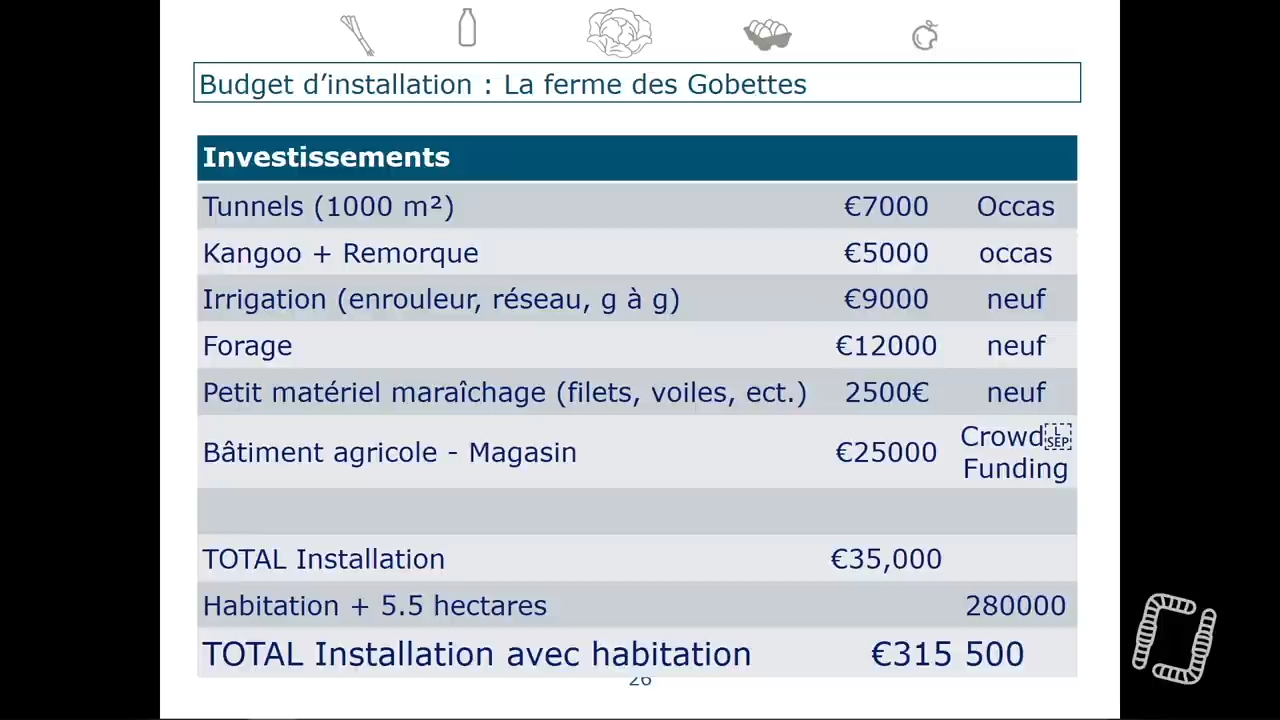 Budget d’installation : La ferme des Gobettes
Investissements
Tunnels (1000 m²) €7000 Occas
Kangoo + Remorque €5000 occas
Irrigation (enrouleur, réseau, g à g) €9000 neuf
Forage €12000 neuf
Petit matériel maraîchage (filets, voiles, ect.) 2500€ neuf
Bâtiment agricole - Magasin €25000 Crowd
Funding
TOTAL Installation €35,000
Habitation + 5.5 hectares 280000
TOTAL Installation avec habitation €315 500
26